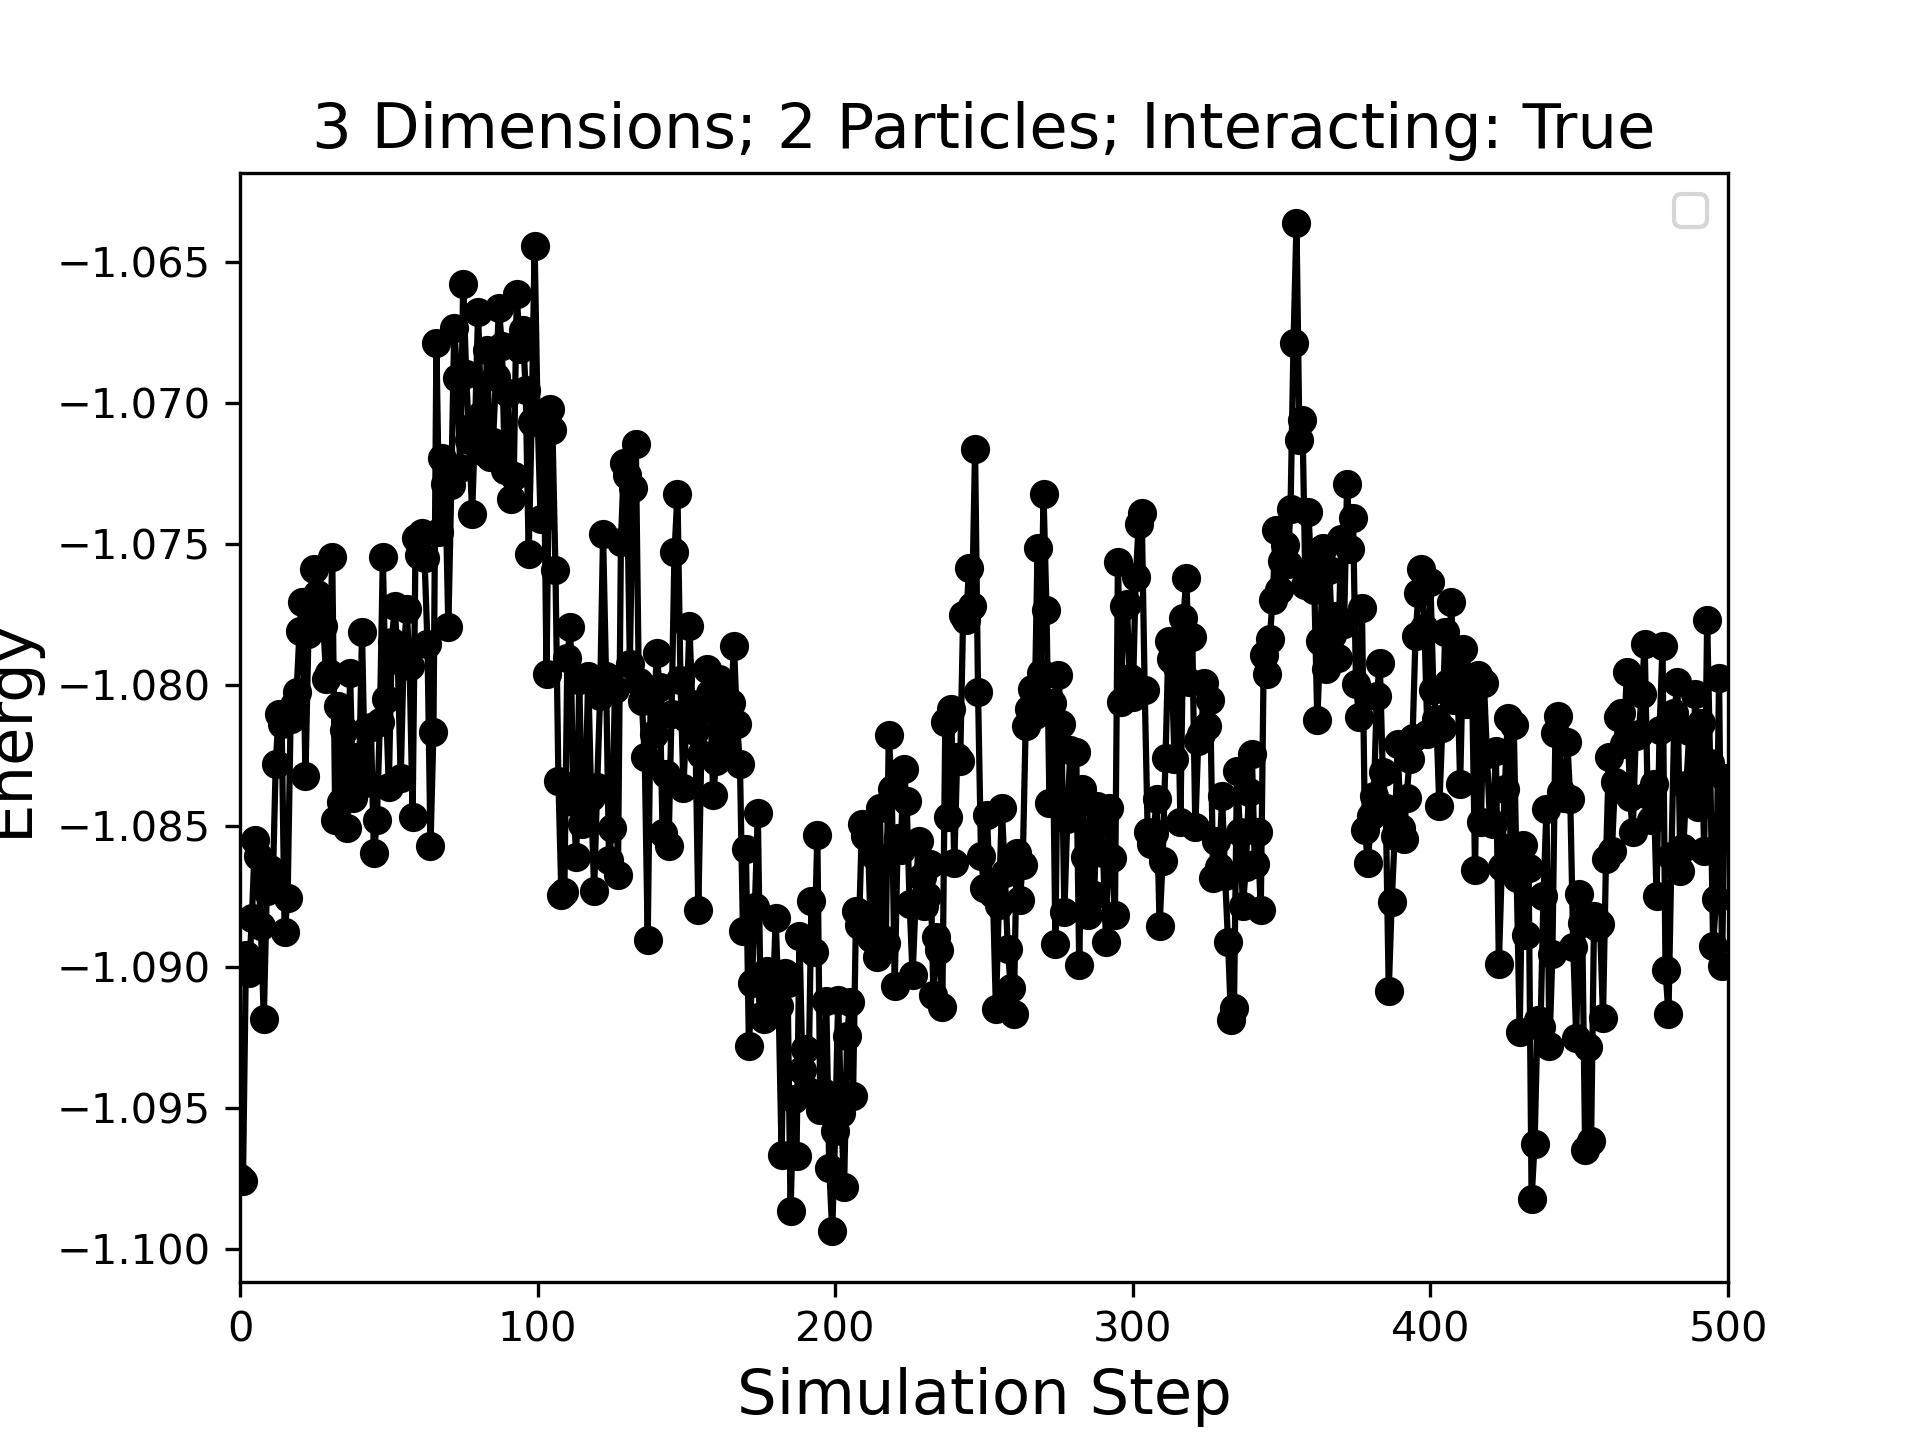 3 Dimensions; 2 Particles; Interacting: True
Energy
−1.065
−1.070
−1.075
−1.080
−1.085
−1.090
−1.095
−1.100
0 100 200 300 400 500
Simulation Step